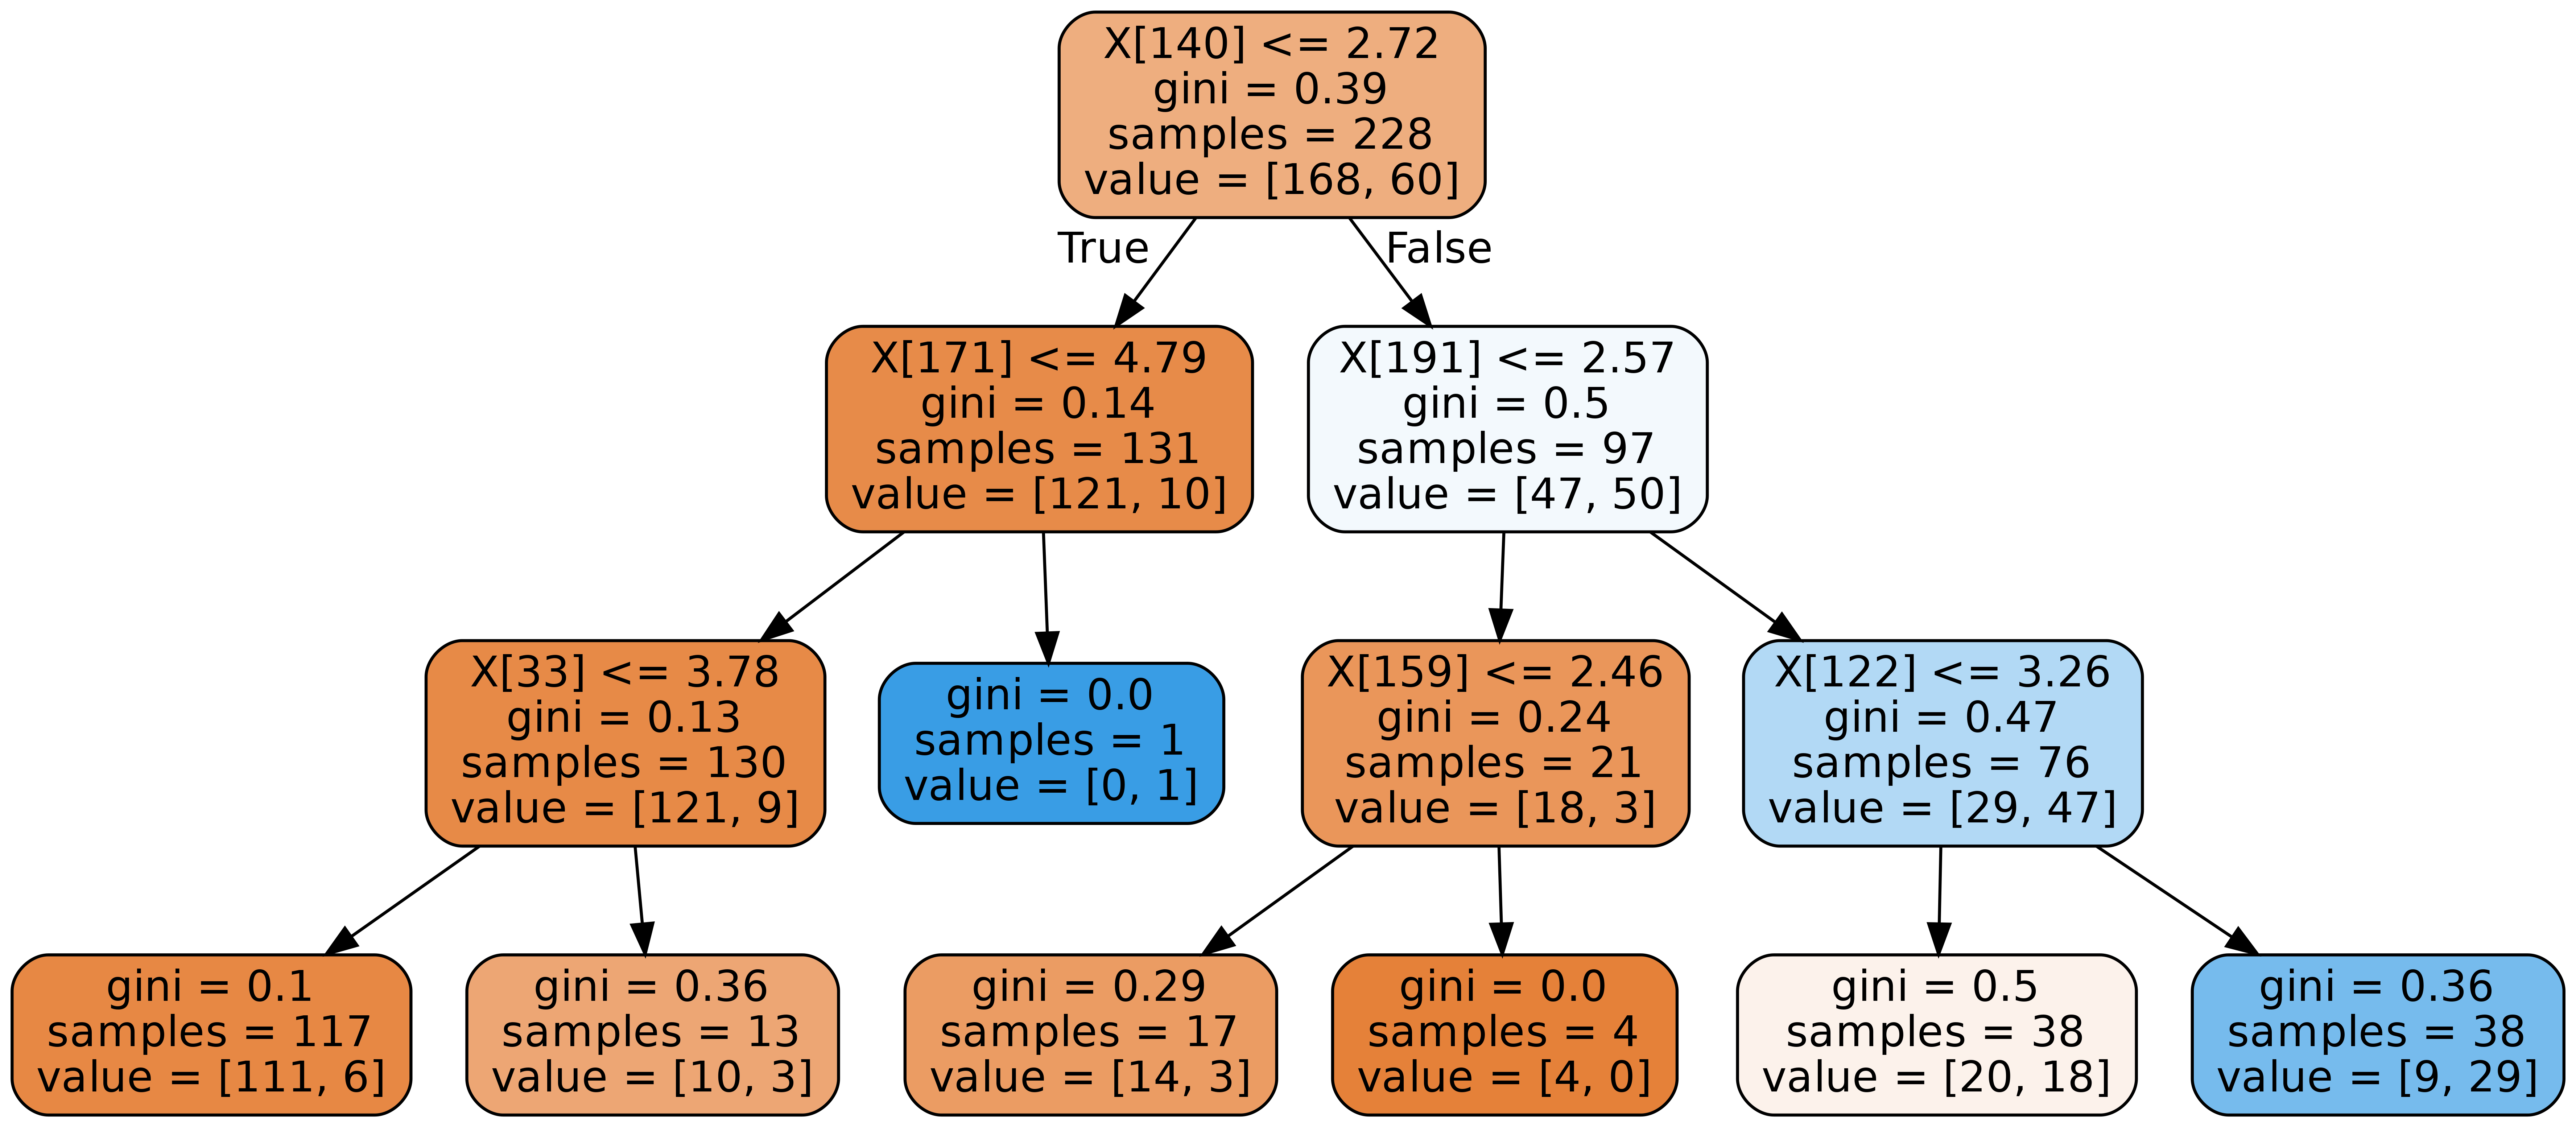 X[140] <= 2.72
gini = 0.39
samples = 228
value = [168, 60]
True
False
X[171] <= 4.79
gini = 0.14
samples = 131
value = [121, 10]
X[191] <= 2.57
gini = 0.5
samples = 97
value = [47, 50]
X[33] <= 3.78
gini = 0.13
samples = 130
value = [121, 9]
gini = 0.0
samples = 1
value = [0, 1]
X[159] <= 2.46
gini = 0.24
samples = 21
value = [18, 3]
X[122] <= 3.26
gini = 0.47
samples = 76
value = [29, 47]
gini = 0.1
samples = 117
value = [111, 6]
gini = 0.36
samples = 13
value = [10, 3]
gini = 0.29
samples = 17
value = [14, 3]
gini = 0.0
samples = 4
value = [4, 0]
gini = 0.5
samples = 38
value = [20, 18]
gini = 0.36
samples = 38
value = [9, 29]